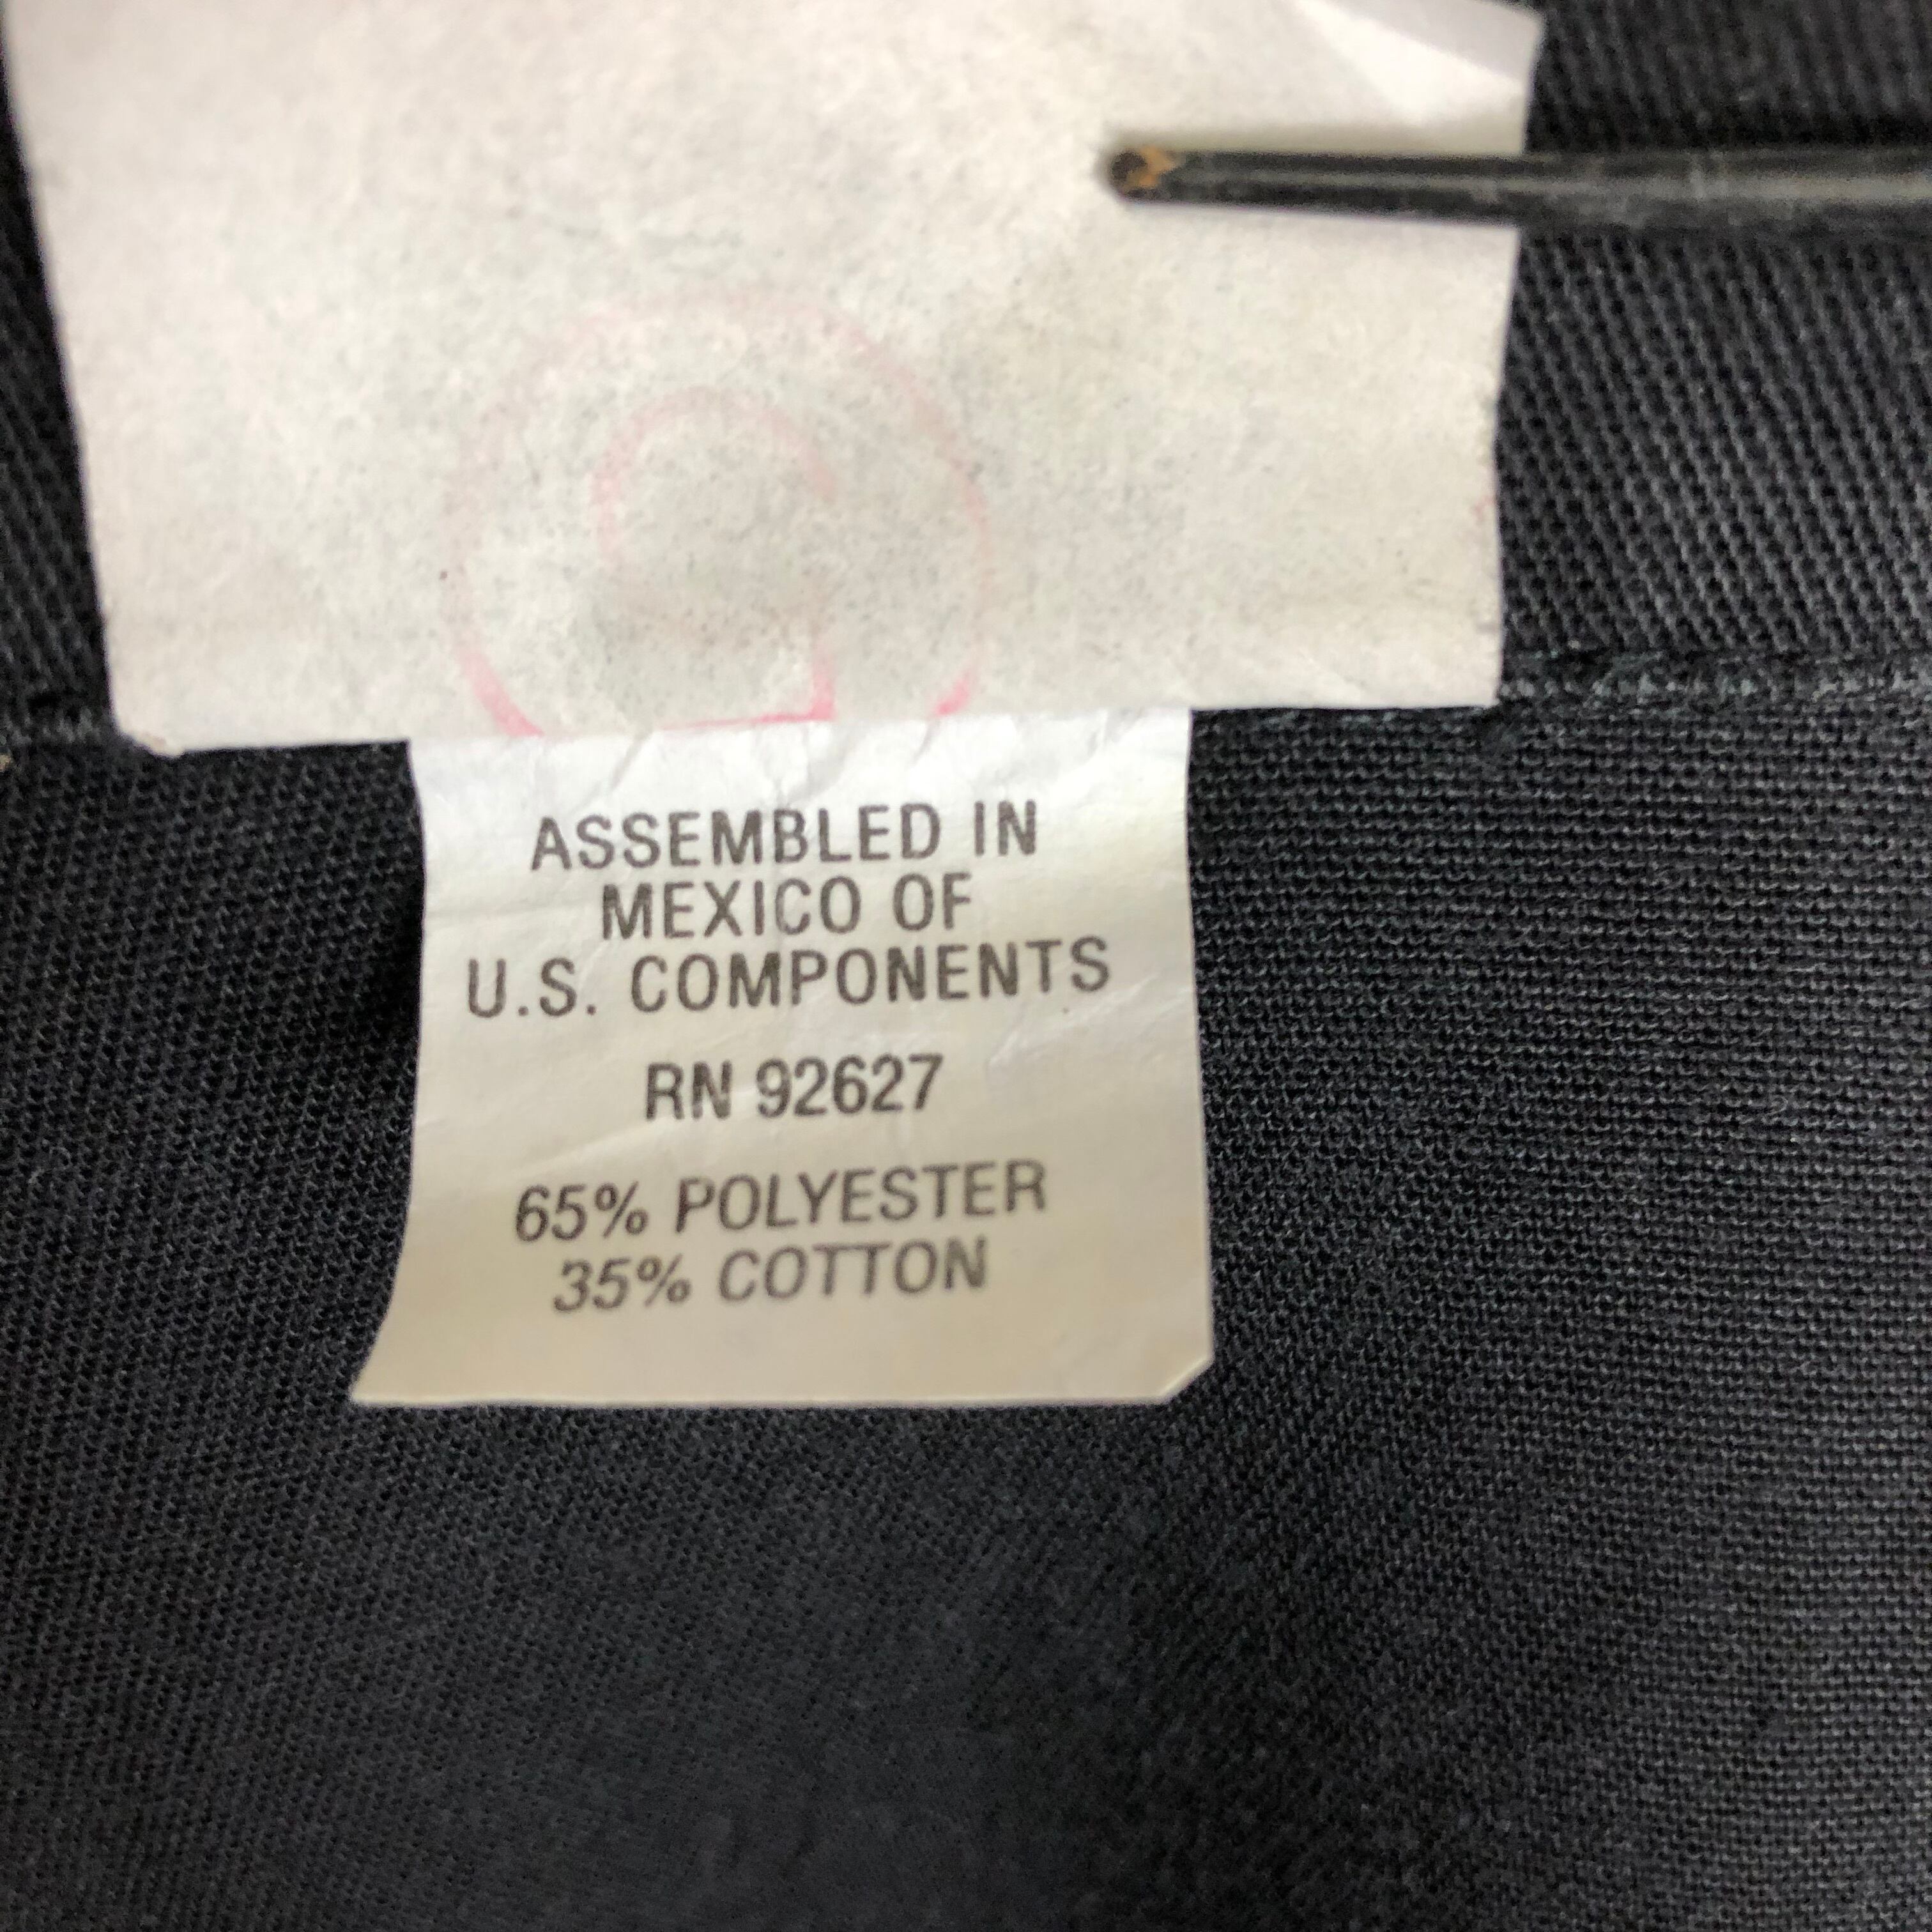 ASSEMBLED IN
MEXICO OF
U.S. COMPONENTS
RN 92627
65% POLYESTER
35% COTTON